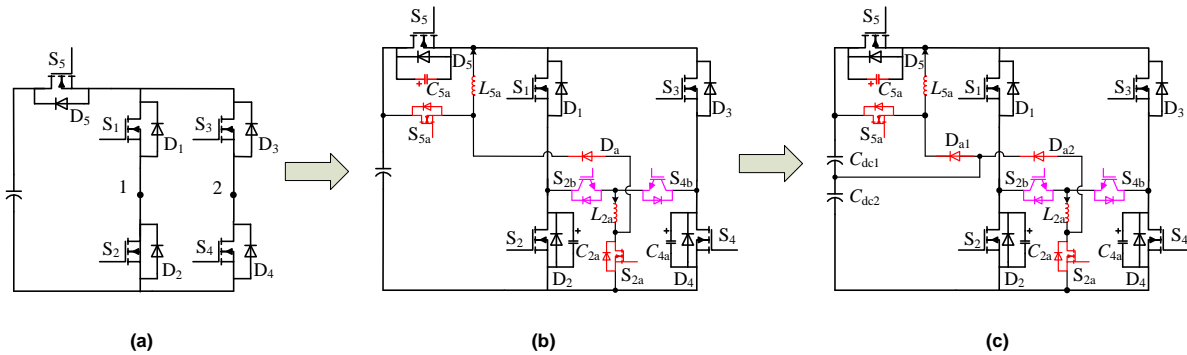 S5
D5
S1
D1
S3
D3
1
2
S2
D2
S4
D4
(a)
S5
D5
C5a
L5a
S5a
S1
D1
S3
D3
Da
S2b
S4b
L2a
S2
C2a
D2
S2a
C4a
D4
S4
(b)
S5
D5
C5a
L5a
S5a
S1
D1
S3
D3
Da1
Da2
Cdc1
Cdc2
S2b
S4b
L2a
S2
C2a
D2
S2a
C4a
D4
S4
(c)